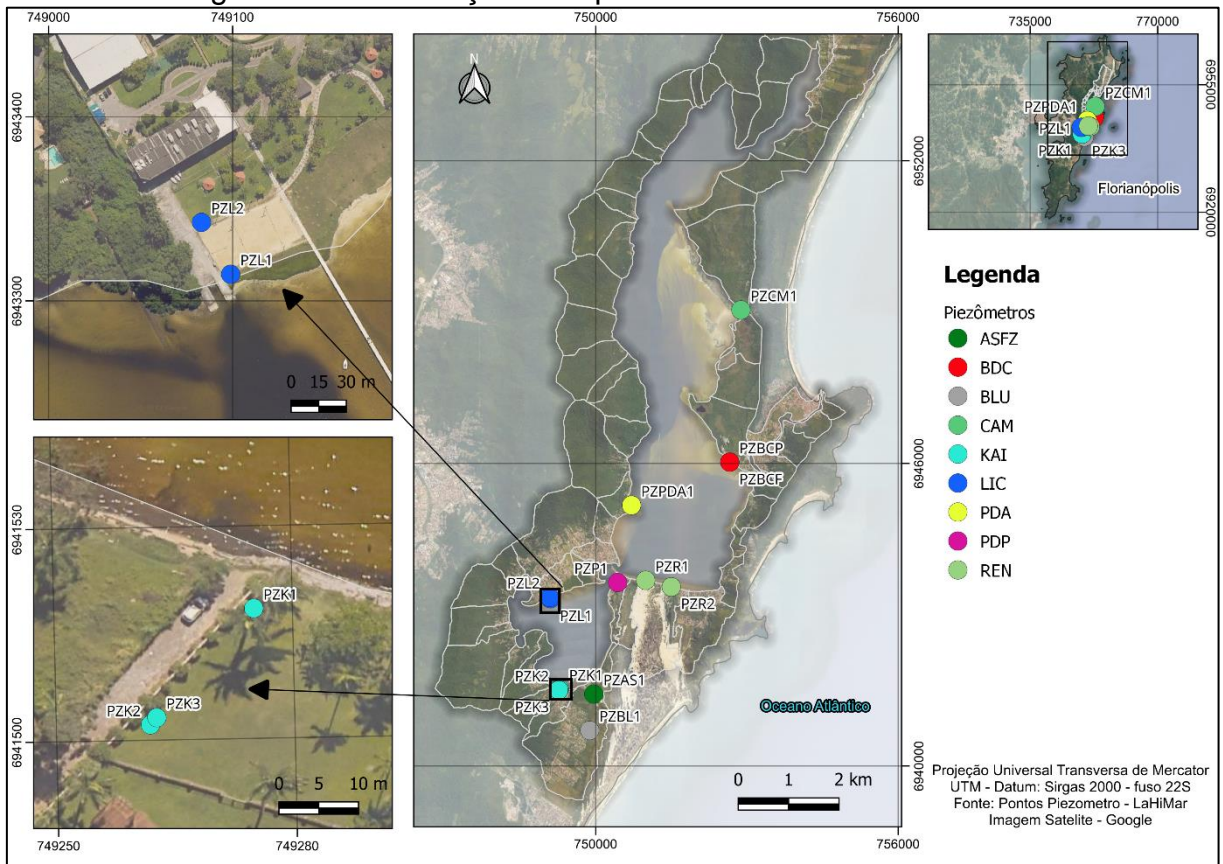 749000
749100
6943400
6943300
PZL2
PZL1
0 15 30 m
6941530
6941500
PZK1
PZK3
PZK2
0 5 10 m
749250
749280
750000
756000
N
6952000
6946000
6940000
PZCM1
PZBCP
PZBCF
PZPDA1
PZP1
PZR1
PZR2
PZL2
PZL1
PZK2
PZK1
PZAS1
PZK3
PZBL1
Oceano Atlântico
0 1 2 km
750000
756000
735000
770000
PZCM1
PZPDA1
PZL1
PZK1
PZK3
Florianópolis
Legenda
Piezômetros
ASFZ
BDC
BLU
CAM
KAI
LIC
PDA
PDP
REN
Projeção Universal Transversa de Mercator
UTM - Datum: Sirgas 2000 - fuso 22S
Fonte: Pontos Piezometro - LaHiMar
Imagem Satelite - Google